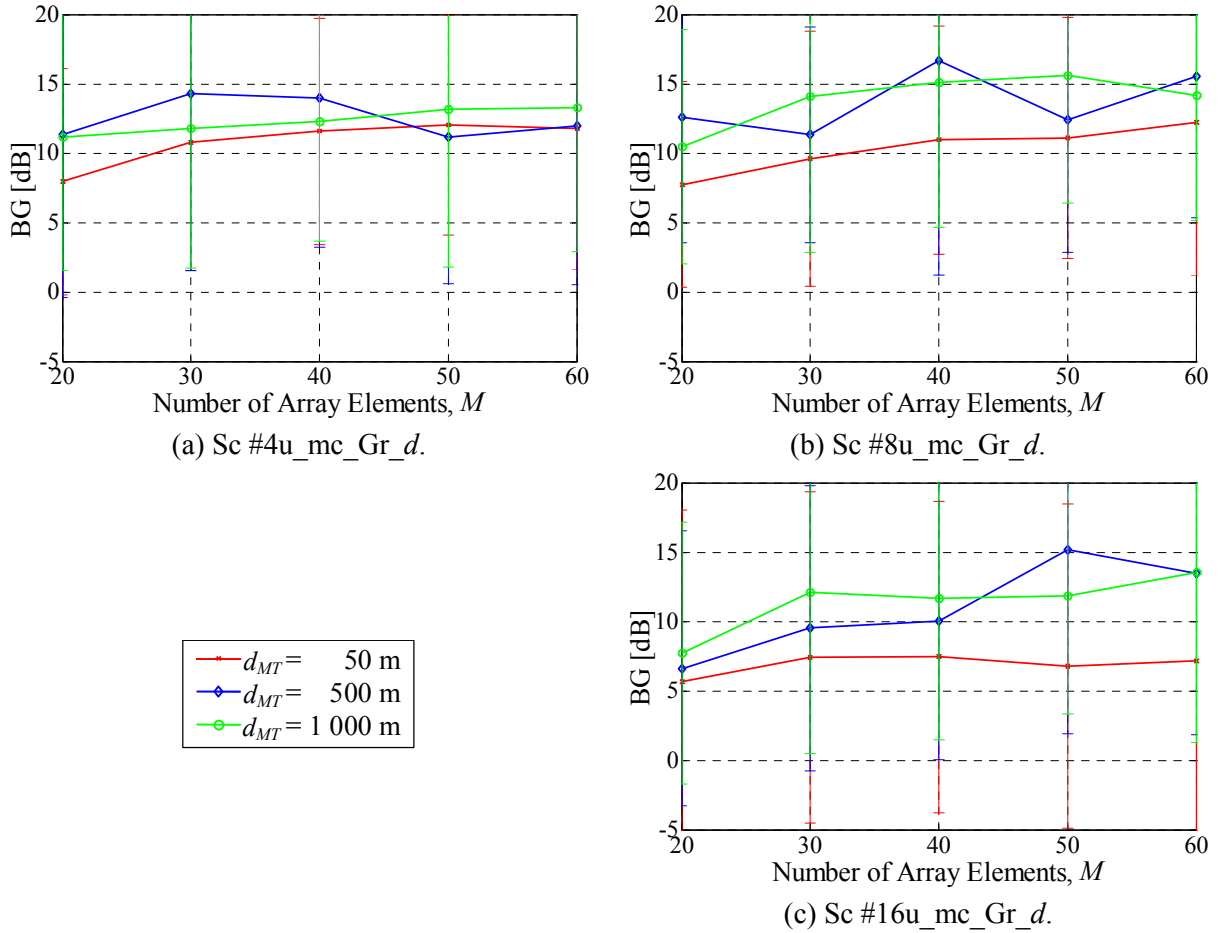 20
15
10
5
0
-5
BG [dB]
20 30 40 50 60
Number of Array Elements, M
(a) Sc #4u_mc_Gr_d.
20
15
10
5
0
-5
BG [dB]
20 30 40 50 60
Number of Array Elements, M
(b) Sc #8u_mc_Gr_d.
d_MT = 50 m
d_MT = 500 m
d_MT = 1 000 m
20
15
10
5
0
-5
BG [dB]
20 30 40 50 60
Number of Array Elements, M
(c) Sc #16u_mc_Gr_d.